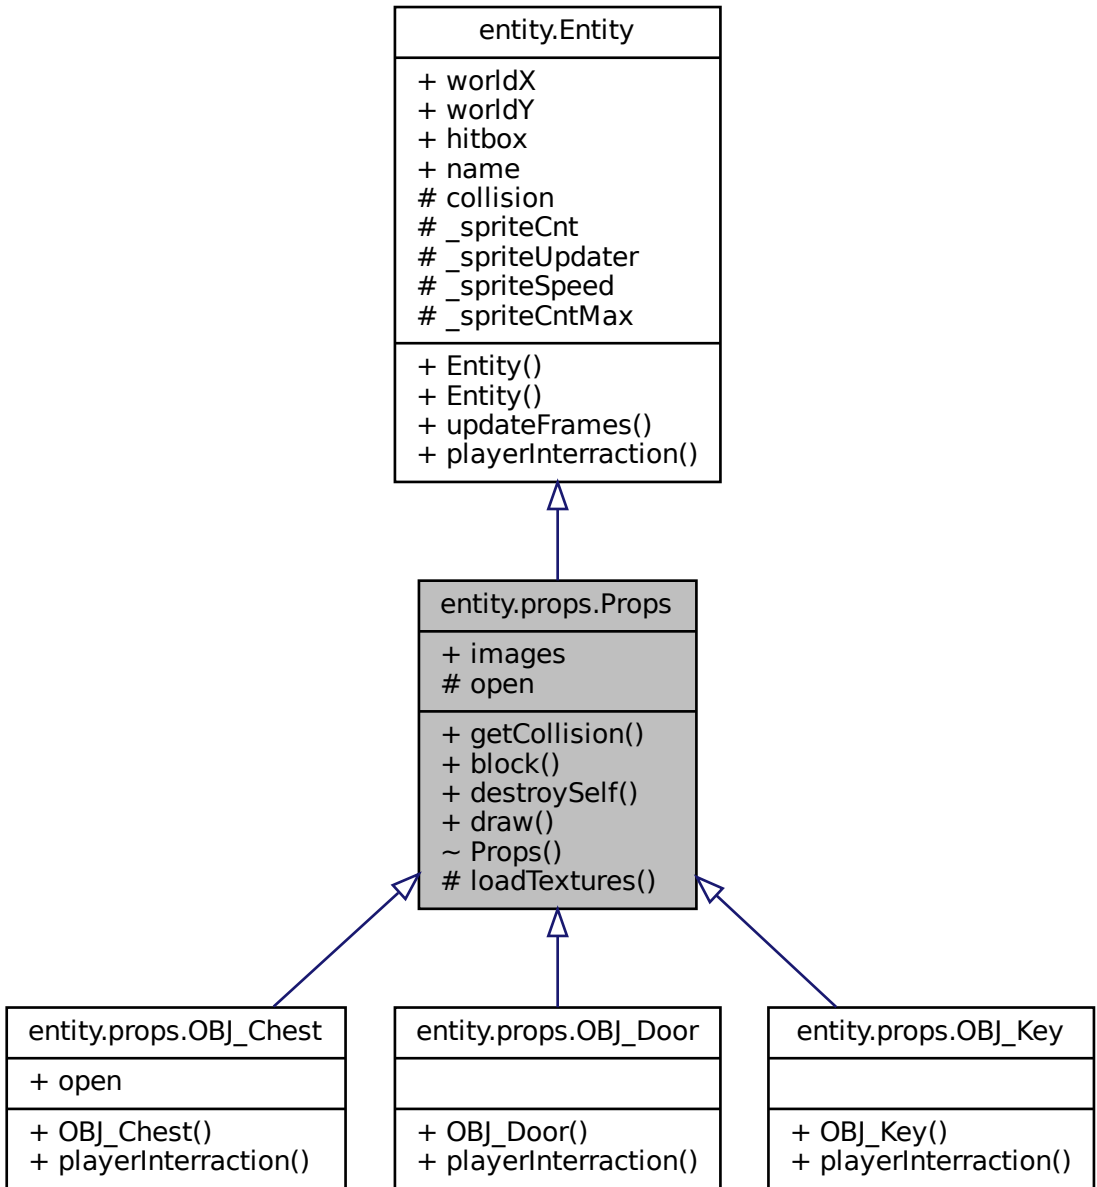 entity.Entity
+ worldX
+ worldY
+ hitbox
+ name
# collision
# _spriteCnt
# _spriteUpdater
# _spriteSpeed
# _spriteCntMax
+ Entity()
+ Entity()
+ updateFrames()
+ playerInterraction()
entity.props.Props
+ images
# open
+ getCollision()
+ block()
+ destroySelf()
+ draw()
~ Props()
# loadTextures()
entity.props.OBJ_Chest
+ open
+ OBJ_Chest()
+ playerInterraction()
entity.props.OBJ_Door
+ OBJ_Door()
+ playerInterraction()
entity.props.OBJ_Key
+ OBJ_Key()
+ playerInterraction()